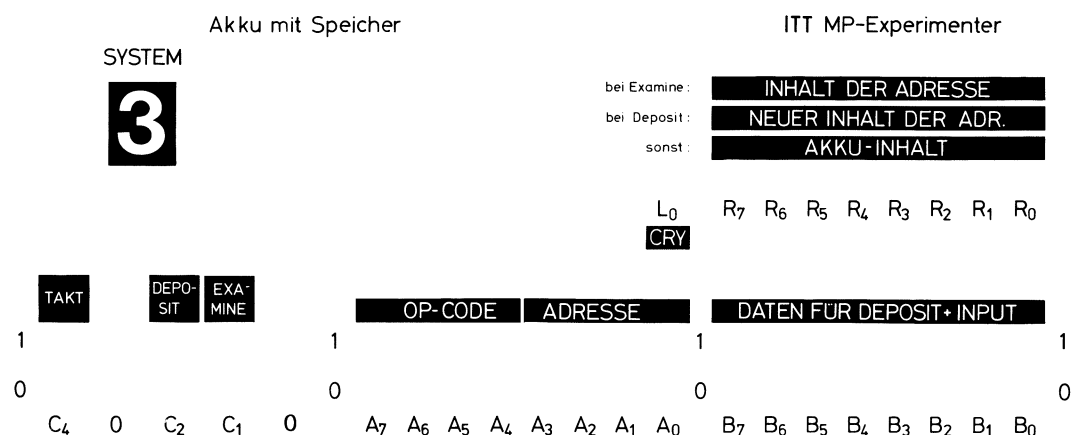 Akku mit Speicher ITT MP-Experimenter
SYSTEM
3
bei Examine: INHALT DER ADRESSE
bei Deposit: NEUER INHALT DER ADR.
sonst: AKKU-INHALT
L₀ R₇ R₆ R₅ R₄ R₃ R₂ R₁ R₀
CRY
TAKT DEPO-SIT EXA-MINE
OP-CODE ADRESSE DATEN FÜR DEPOSIT+INPUT
1 1 1 1
0 0 0 0
C₄ 0 C₂ C₁ 0 A₇ A₆ A₅ A₄ A₃ A₂ A₁ A₀ B₇ B₆ B₅ B₄ B₃ B₂ B₁ B₀